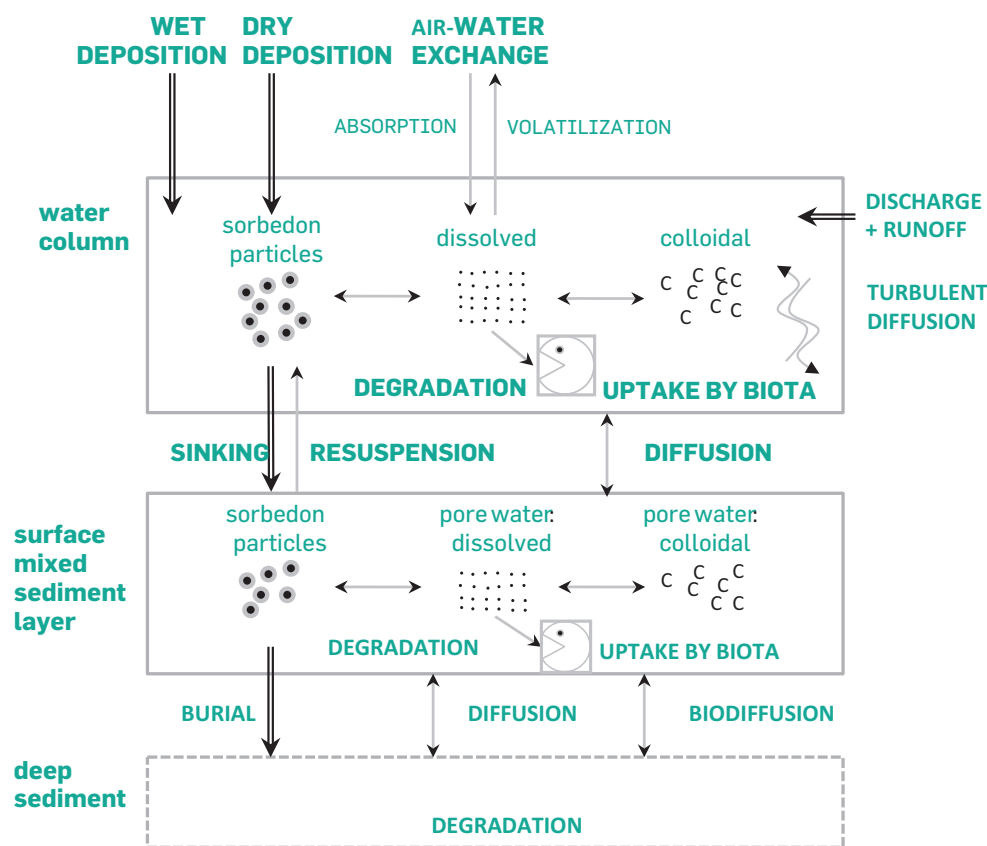 WET
DEPOSITION
DRY
DEPOSITION
AIR-WATER
EXCHANGE
ABSORPTION
VOLATILIZATION
water
column
sorbedon
particles
dissolved
colloidal
DISCHARGE
+ RUNOFF
C C C C C C C C C
TURBULENT
DIFFUSION
DEGRADATION
UPTAKE BY BIOTA
SINKING
RESUSPENSION
DIFFUSION
surface
mixed
sediment
layer
sorbedon
particles
pore water:
dissolved
pore water:
colloidal
C C C C C C C
DEGRADATION
UPTAKE BY BIOTA
BURIAL
DIFFUSION
BIODIFFUSION
deep
sediment
DEGRADATION